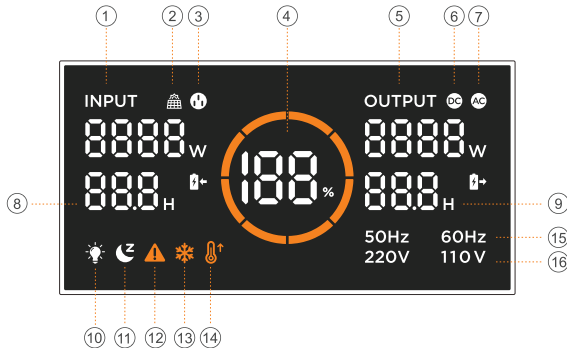 1 2 3 4 5 6 7
INPUT OUTPUT DC AC
8888 W 188 % 8888 W
8 88.8 H 88.8 H 9
50Hz 60Hz 15
220V 110V 16
Z
10 11 12 13 14